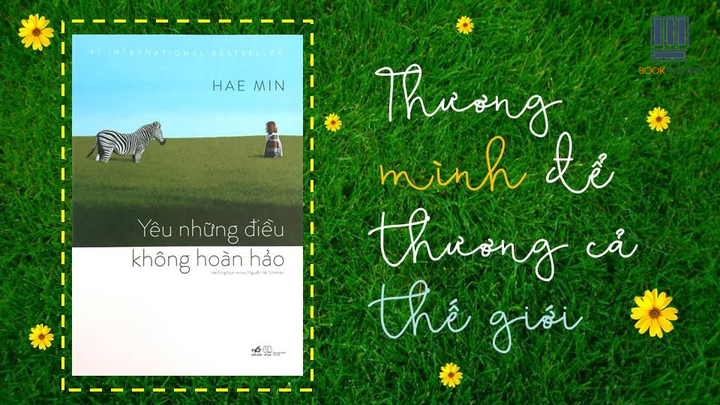 #1 INTERNATIONAL BESTSELLER
HAE MIN
Yêu những điều
không hoàn hảo
Thương
mình để
thương cả
thế giới
BOOK